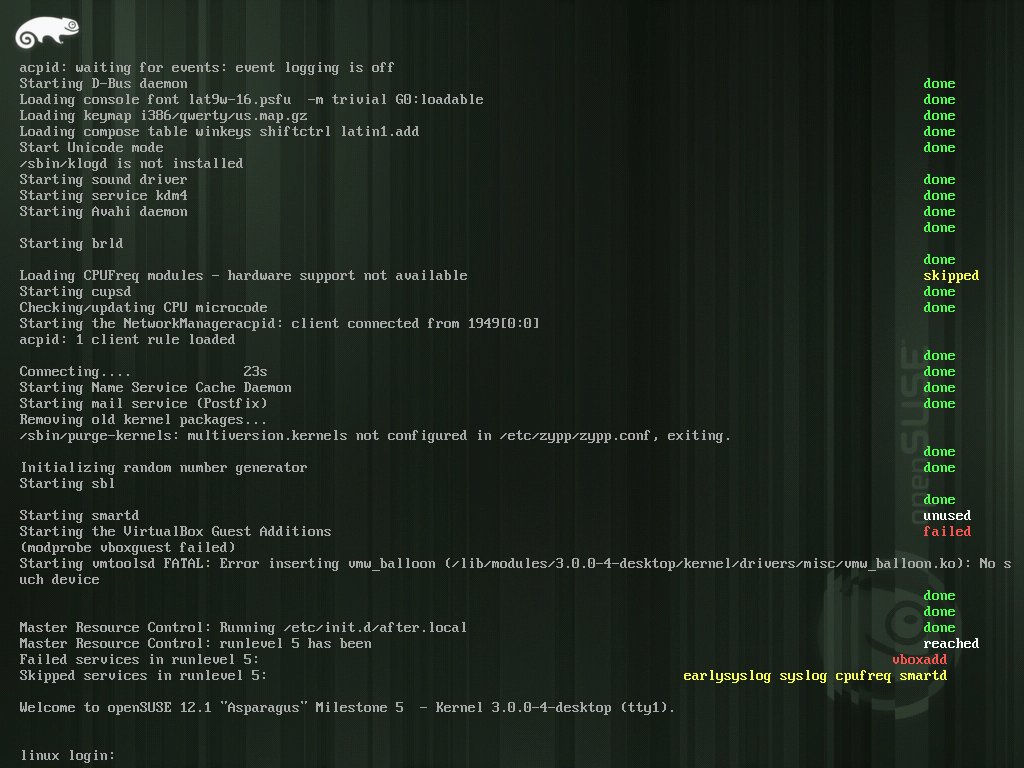 acpid: waiting for events: event logging is off
Starting D-Bus daemon done
Loading console font lat9w-16.psfu -m trivial G0:loadable done
Loading keymap i386/qwerty/us.map.gz done
Loading compose table winkeys shiftctrl latin1.add done
Start Unicode mode done
/sbin/klogd is not installed
Starting sound driver done
Starting service kdm4 done
Starting Avahi daemon done
done
Starting brld
done
Loading CPUFreq modules - hardware support not available skipped
Starting cupsd done
Checking/updating CPU microcode done
Starting the NetworkManageracpid: client connected from 1949[0:0]
acpid: 1 client rule loaded
done
Connecting.... 23s done
Starting Name Service Cache Daemon done
Starting mail service (Postfix) done
Removing old kernel packages...
/sbin/purge-kernels: multiversion.kernels not configured in /etc/zypp/zypp.conf, exiting.
done
Initializing random number generator done
Starting sbl
done
Starting smartd unused
Starting the VirtualBox Guest Additions failed
(modprobe vboxguest failed)
Starting vmtoolsd FATAL: Error inserting vmw_balloon (/lib/modules/3.0.0-4-desktop/kernel/drivers/misc/vmw_balloon.ko): No s
uch device
done
done
Master Resource Control: Running /etc/init.d/after.local done
Master Resource Control: runlevel 5 has been reached
Failed services in runlevel 5: vboxadd
Skipped services in runlevel 5: earlysyslog syslog cpufreq smartd
Welcome to openSUSE 12.1 "Asparagus" Milestone 5 - Kernel 3.0.0-4-desktop (tty1).
linux login:
openSUSE